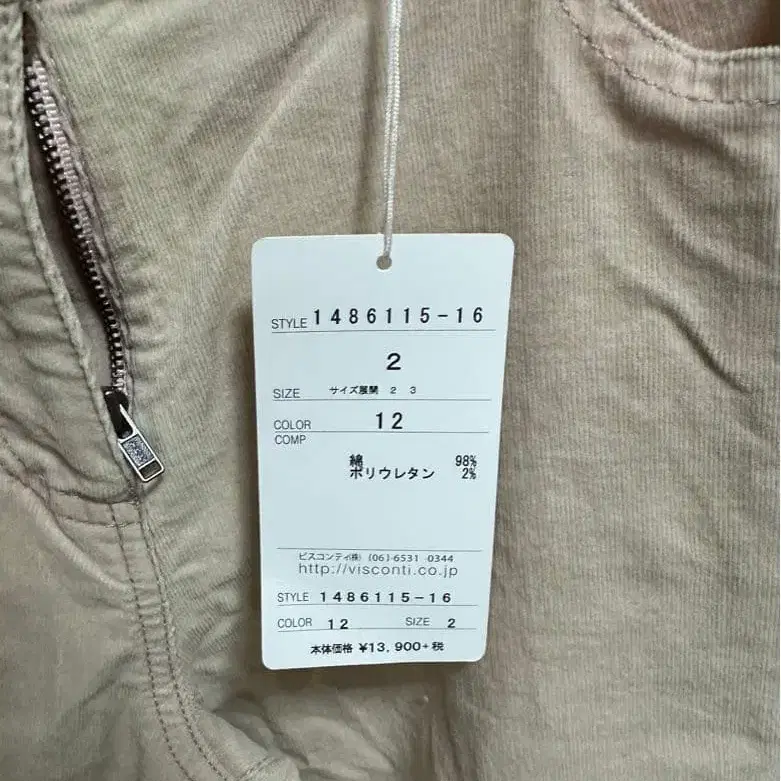 STYLE 1486115-16
2
SIZE サイズ展開 2 3
COLOR 12
COMP
綿 98%
ポリウレタン 2%
ビスコンティ(株) (06)6531-0344
http://visconti.co.jp
STYLE 1486115-16
COLOR 12 SIZE 2
本体価格 ¥13,900+税